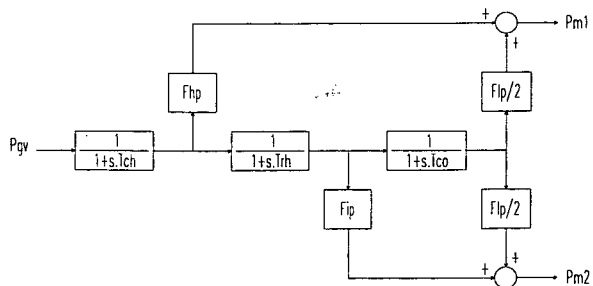 +
Pm1
+
Fhp
Flp/2
Pgv
1
1+s.Tch
1
1+s.Trh
1
1+s.Tco
Fip
Flp/2
+
+
Pm2